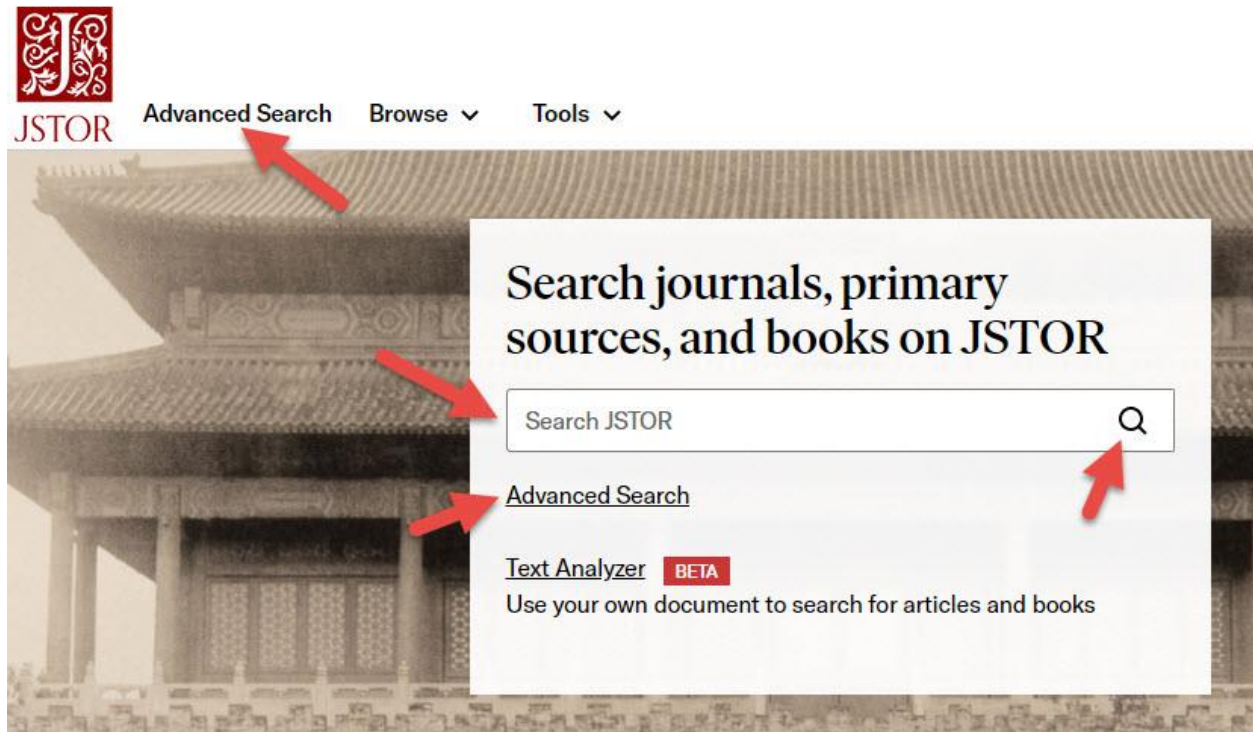 JSTOR
Advanced Search Browse Tools
Search journals, primary
sources, and books on JSTOR
Search JSTOR
Advanced Search
Text Analyzer BETA
Use your own document to search for articles and books